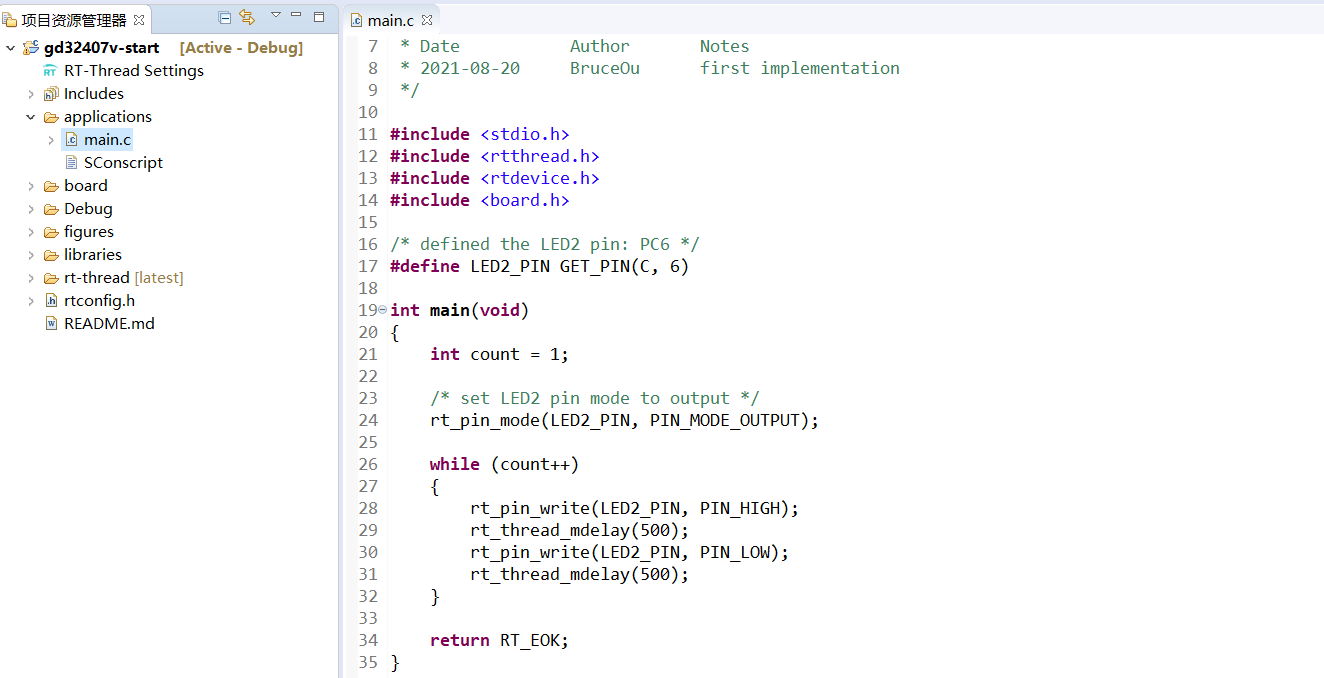 项目资源管理器
gd32407v-start [Active - Debug]
RT-Thread Settings
Includes
applications
main.c
SConscript
board
Debug
figures
libraries
rt-thread [latest]
rtconfig.h
README.md
main.c
7 * Date Author Notes
8 * 2021-08-20 BruceOu first implementation
9 */
10
11 #include <stdio.h>
12 #include <rtthread.h>
13 #include <rtdevice.h>
14 #include <board.h>
15
16 /* defined the LED2 pin: PC6 */
17 #define LED2_PIN GET_PIN(C, 6)
18
19 int main(void)
20 {
21 int count = 1;
22
23 /* set LED2 pin mode to output */
24 rt_pin_mode(LED2_PIN, PIN_MODE_OUTPUT);
25
26 while (count++)
27 {
28 rt_pin_write(LED2_PIN, PIN_HIGH);
29 rt_thread_mdelay(500);
30 rt_pin_write(LED2_PIN, PIN_LOW);
31 rt_thread_mdelay(500);
32 }
33
34 return RT_EOK;
35 }